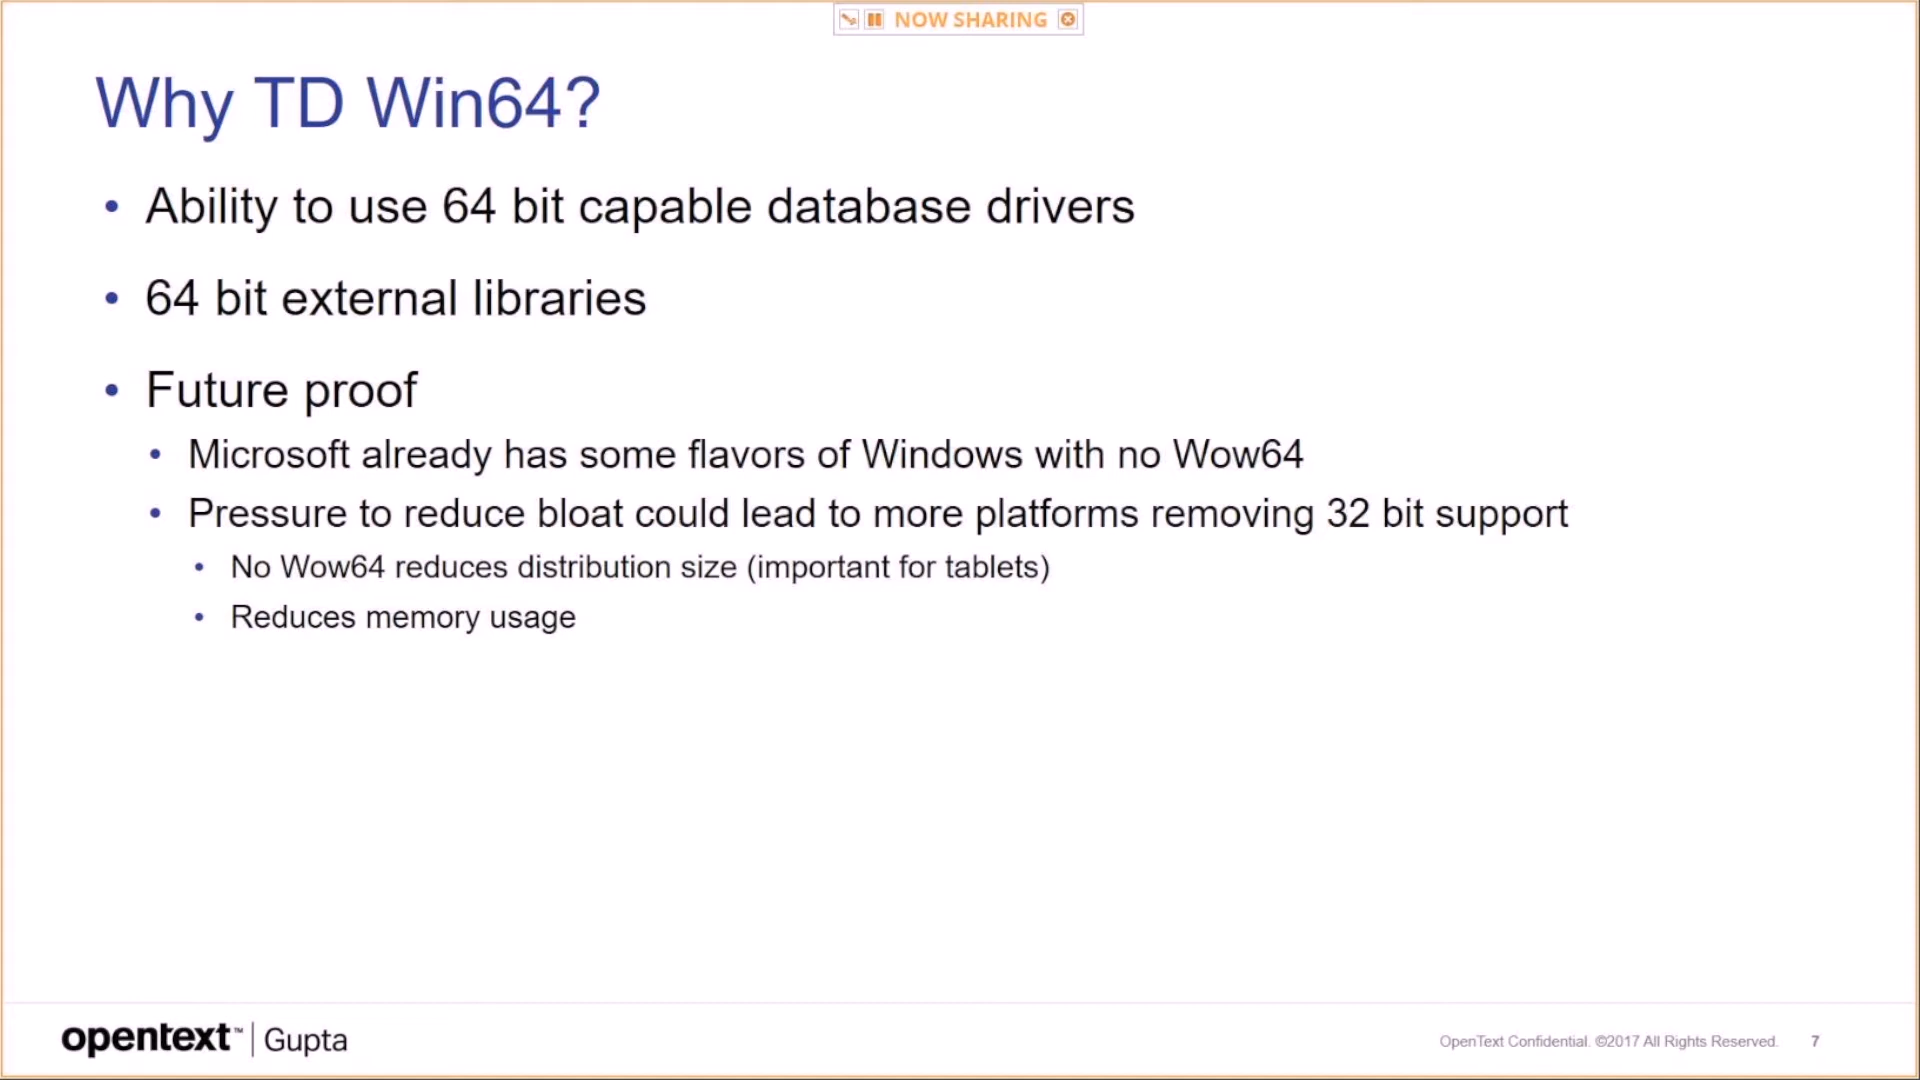 NOW SHARING
Why TD Win64?
• Ability to use 64 bit capable database drivers
• 64 bit external libraries
• Future proof
• Microsoft already has some flavors of Windows with no Wow64
• Pressure to reduce bloat could lead to more platforms removing 32 bit support
• No Wow64 reduces distribution size (important for tablets)
• Reduces memory usage
opentext™ | Gupta
OpenText Confidential. ©2017 All Rights Reserved. 7